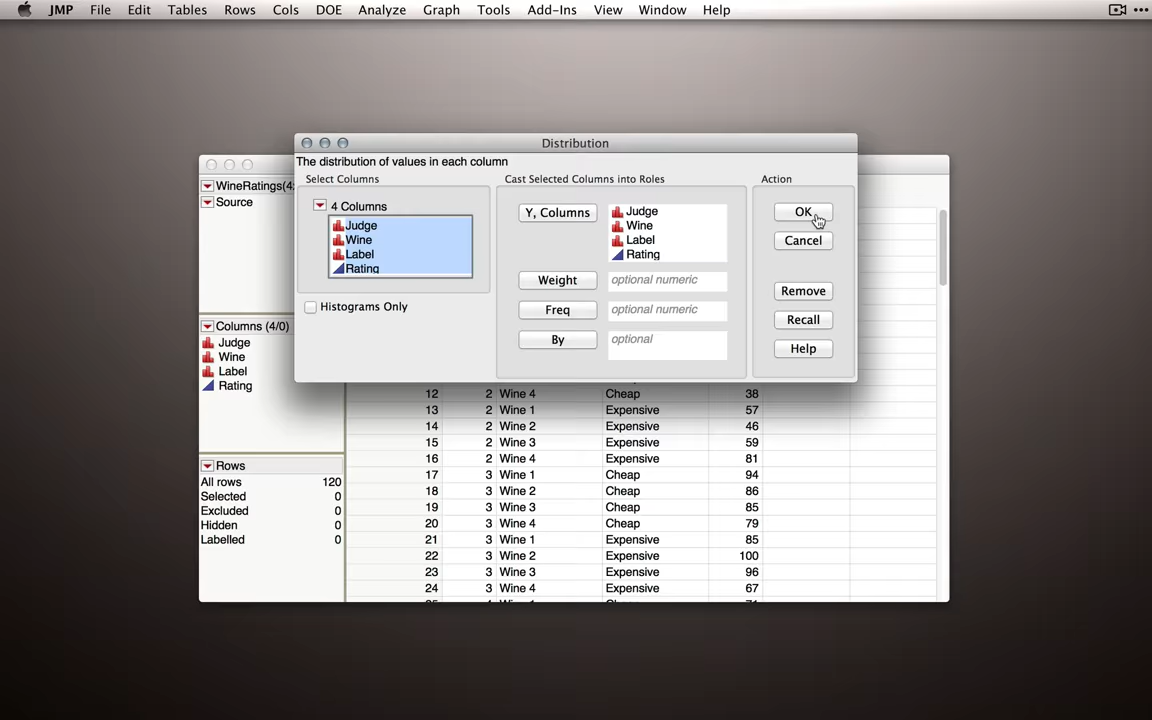 JMP File Edit Tables Rows Cols DOE Analyze Graph Tools Add-Ins View Window Help
Distribution
The distribution of values in each column
Select Columns
4 Columns
Judge
Wine
Label
Rating
Histograms Only
Cast Selected Columns into Roles
Y, Columns
Judge
Wine
Label
Rating
Weight optional numeric
Freq optional numeric
By optional
Action
OK
Cancel
Remove
Recall
Help
WineRatings(4
Source
Columns (4/0)
Judge
Wine
Label
Rating
Rows
All rows 120
Selected 0
Excluded 0
Hidden 0
Labelled 0
12 2 Wine 4 Cheap 38
13 2 Wine 1 Expensive 57
14 2 Wine 2 Expensive 46
15 2 Wine 3 Expensive 59
16 2 Wine 4 Expensive 81
17 3 Wine 1 Cheap 94
18 3 Wine 2 Cheap 86
19 3 Wine 3 Cheap 85
20 3 Wine 4 Cheap 79
21 3 Wine 1 Expensive 85
22 3 Wine 2 Expensive 100
23 3 Wine 3 Expensive 96
24 3 Wine 4 Expensive 67